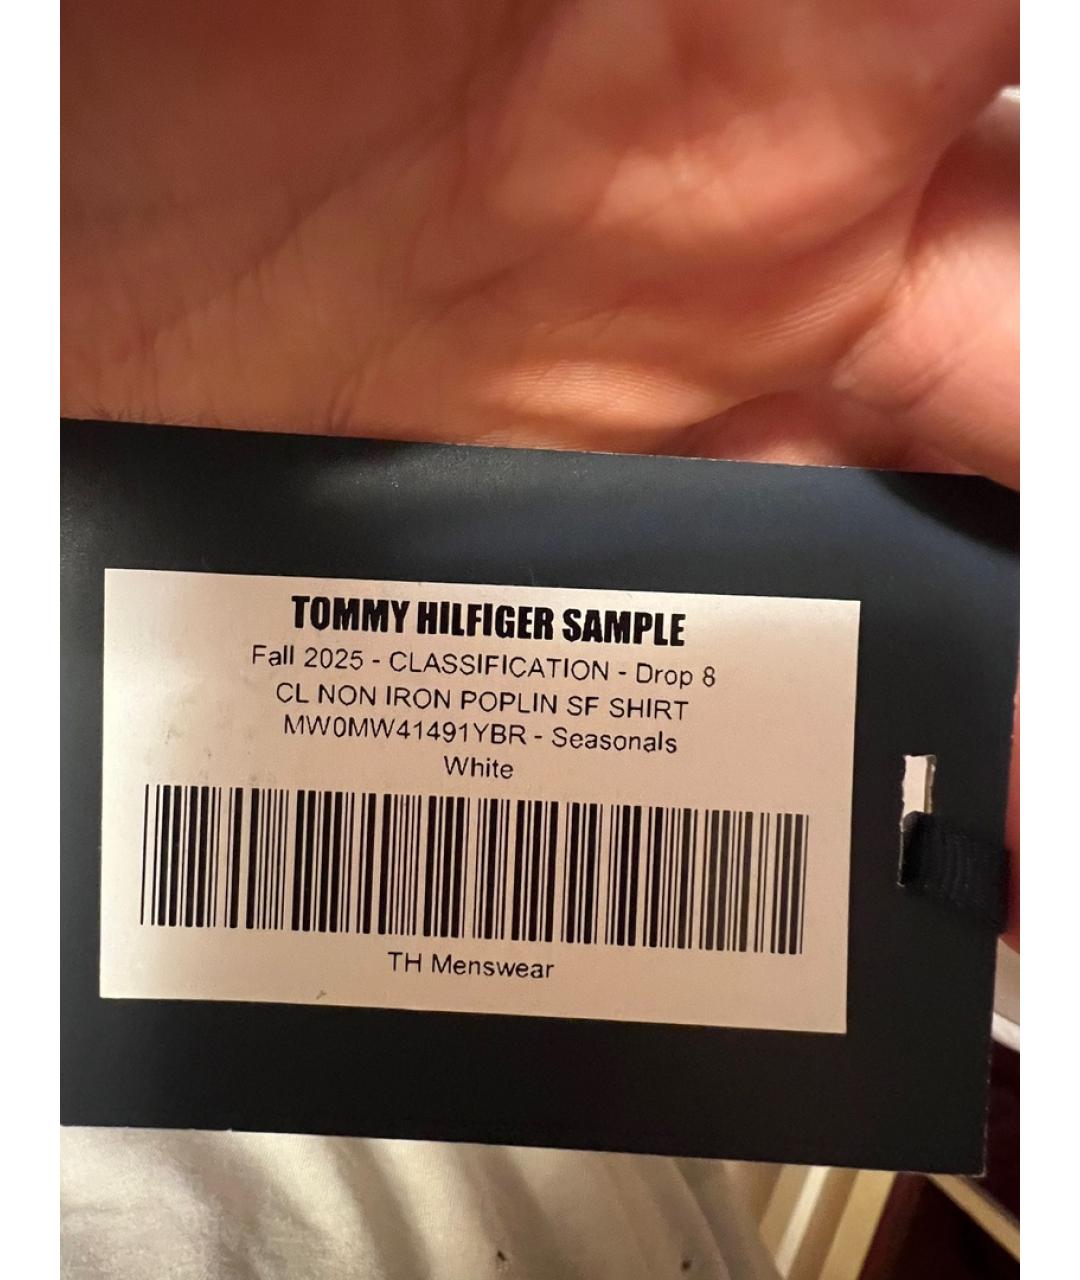 TOMMY HILFIGER SAMPLE
Fall 2025 - CLASSIFICATION - Drop 8
CL NON IRON POPLIN SF SHIRT
MW0MW41491YBR - Seasonals
White
TH Menswear